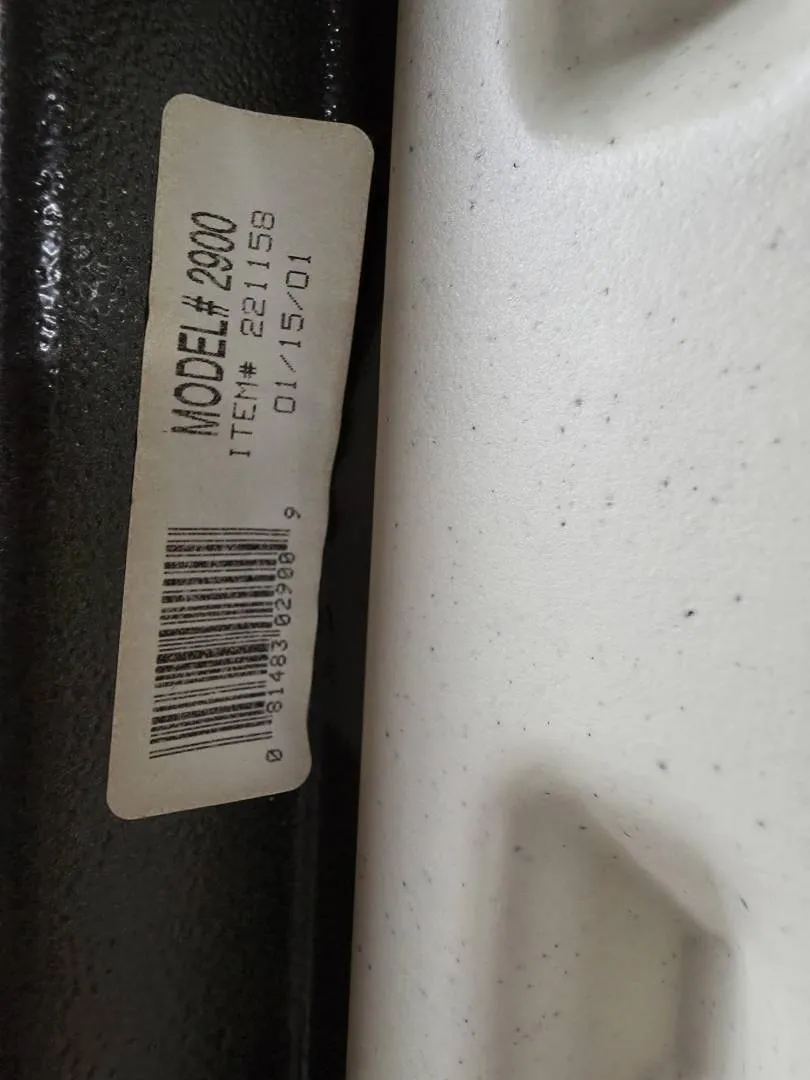 MODEL# 2900
ITEM# 221158
01/15/01
0 81483 02900 9